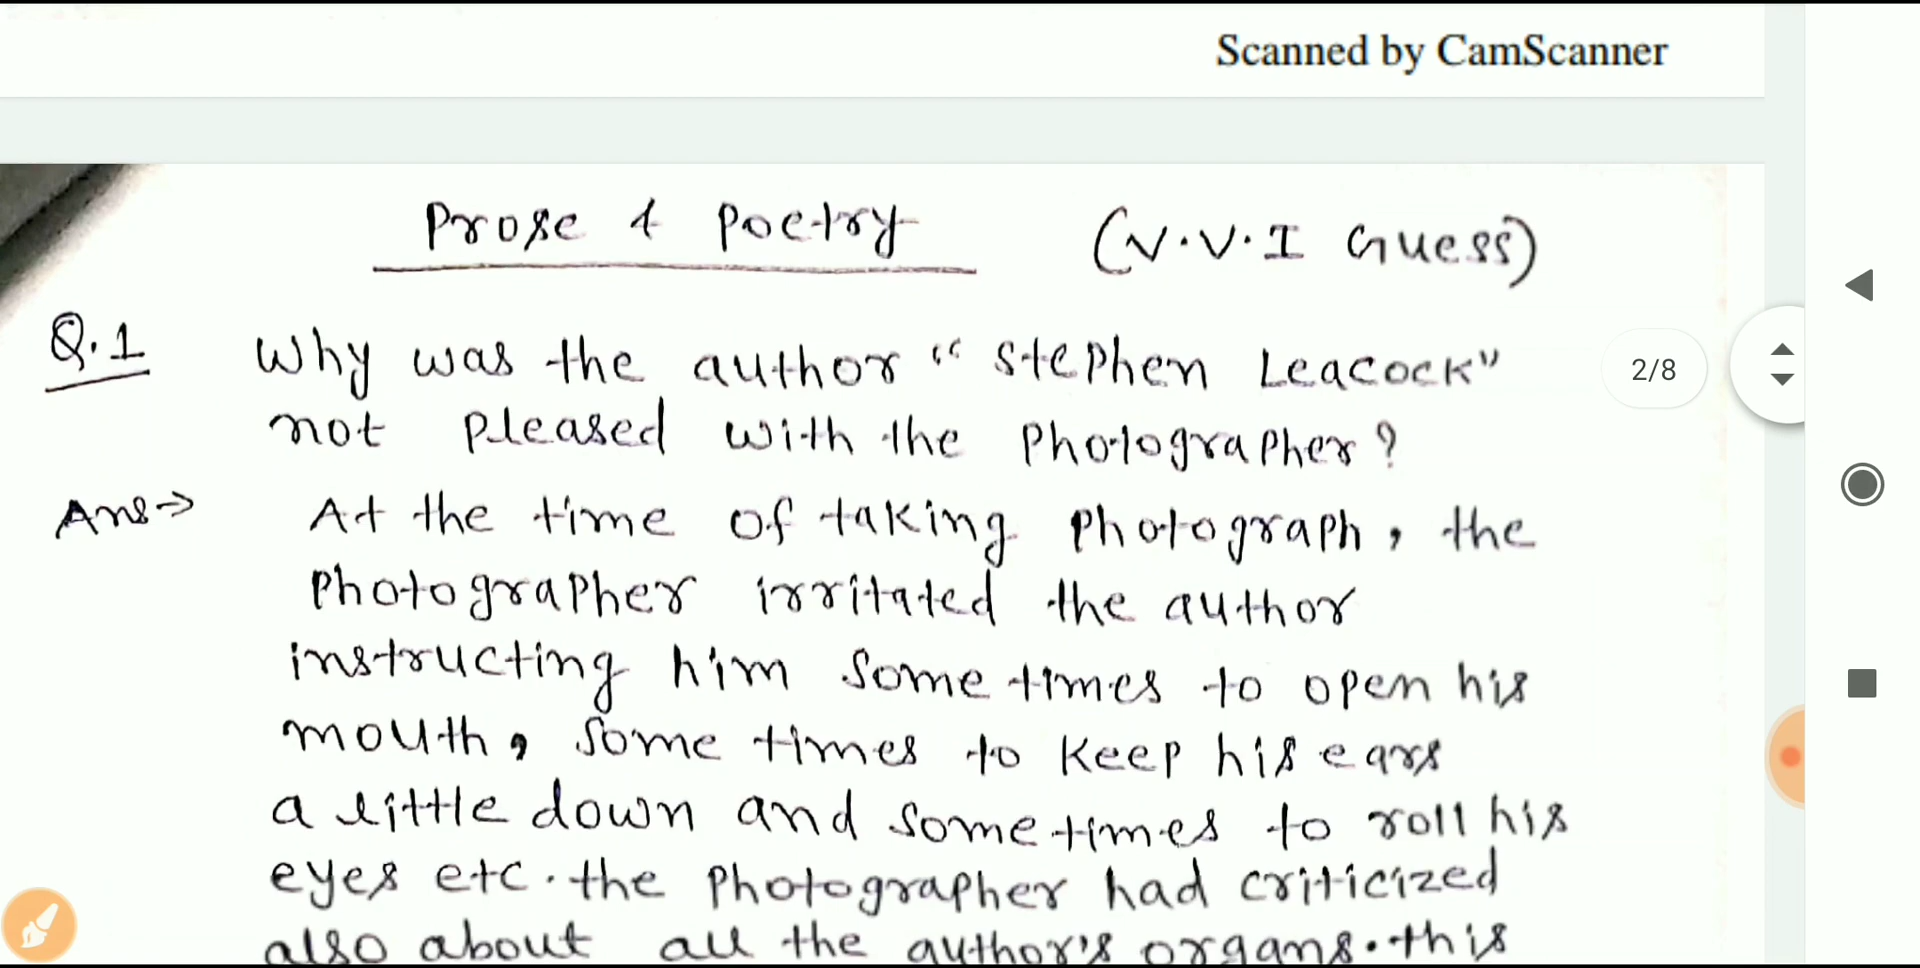 Scanned by CamScanner
Prose & Poetry (V.V.I Guess)
Q.1 Why was the author "Stephen Leacock"
not pleased with the photographer?
2/8
Ans→ At the time of taking photograph, the
photographer irritated the author
instructing him some times to open his
mouth, some times to keep his ears
a little down and some times to roll his
eyes etc. the photographer had criticized
also about all the author's organs. this